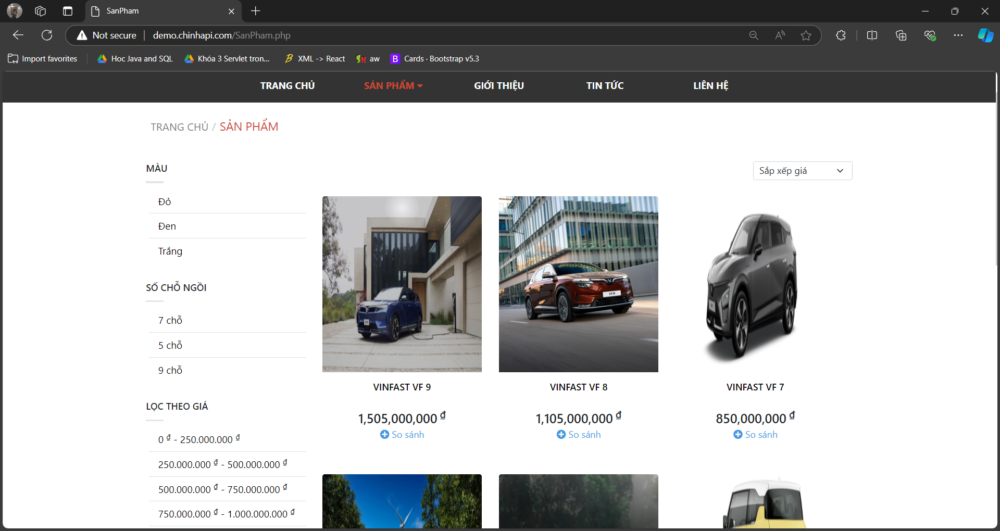 SanPham
Not secure
demo.chinhapi.com/SanPham.php
Import favorites
Hoc Java and SQL
Khóa 3 Servlet tron...
XML -> React
aw
Cards · Bootstrap v5.3
TRANG CHỦ
SẢN PHẨM
GIỚI THIỆU
TIN TỨC
LIÊN HỆ
TRANG CHỦ / SẢN PHẨM
MÀU
Đỏ
Đen
Trắng
SỐ CHỖ NGỒI
7 chỗ
5 chỗ
9 chỗ
LỌC THEO GIÁ
0 ₫ - 250.000.000 ₫
250.000.000 ₫ - 500.000.000 ₫
500.000.000 ₫ - 750.000.000 ₫
750.000.000 ₫ - 1.000.000.000 ₫
Sắp xếp giá
VINFAST VF 9
1,505,000,000 ₫
So sánh
VINFAST VF 8
1,105,000,000 ₫
So sánh
VINFAST VF 7
850,000,000 ₫
So sánh